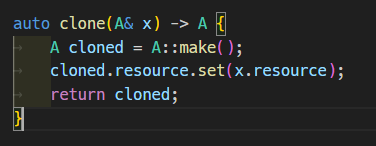 auto clone(A& x) -> A {
    A cloned = A::make();
    cloned.resource.set(x.resource);
    return cloned;
}